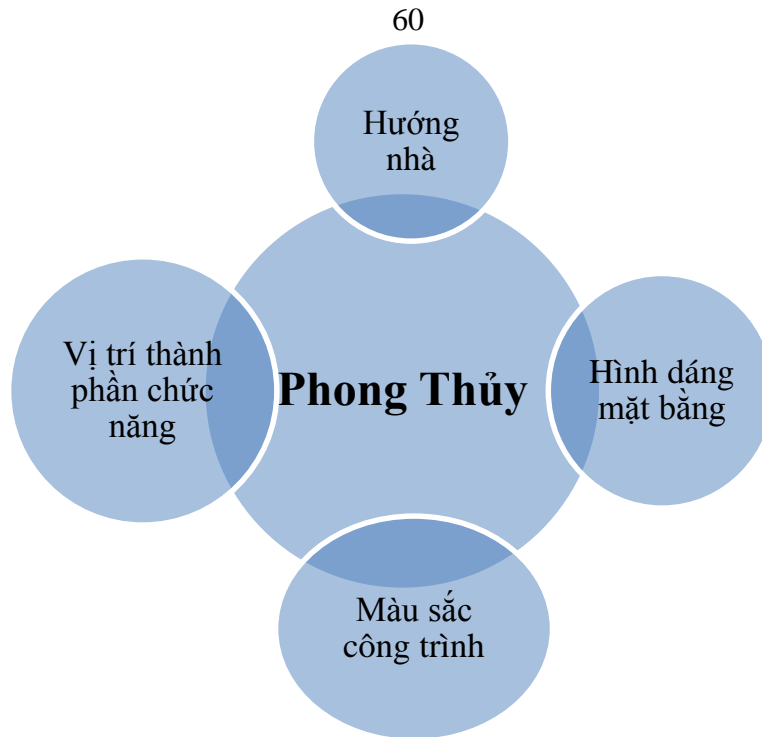 60
Hướng
nhà
Vị trí thành
phần chức
năng
Phong Thủy
Hình dáng
mặt bằng
Màu sắc
công trình